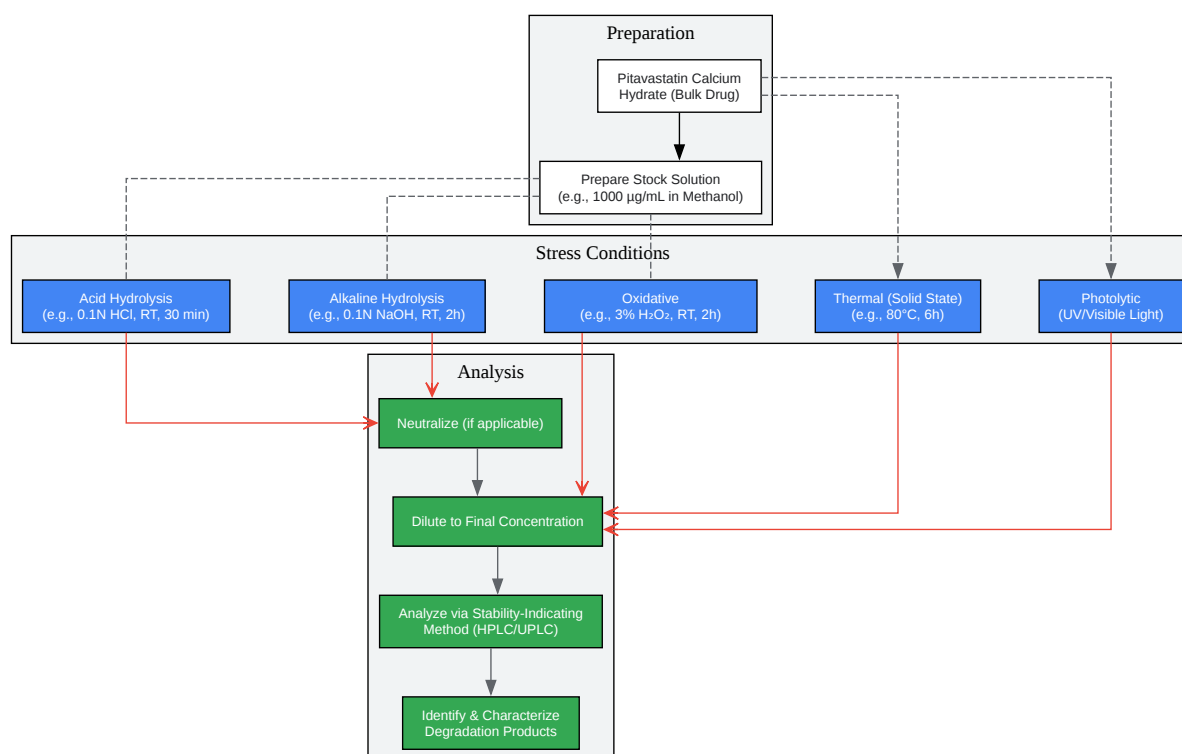 Preparation
Pitavastatin Calcium
Hydrate (Bulk Drug)
Prepare Stock Solution
(e.g., 1000 µg/mL in Methanol)
Stress Conditions
Acid Hydrolysis
(e.g., 0.1N HCl, RT, 30 min)
Alkaline Hydrolysis
(e.g., 0.1N NaOH, RT, 2h)
Oxidative
(e.g., 3% H₂O₂, RT, 2h)
Thermal (Solid State)
(e.g., 80°C, 6h)
Photolytic
(UV/Visible Light)
Analysis
Neutralize (if applicable)
Dilute to Final Concentration
Analyze via Stability-Indicating
Method (HPLC/UPLC)
Identify & Characterize
Degradation Products